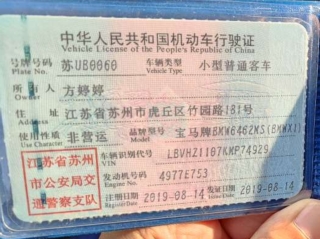 中华人民共和国机动车行驶证
Vehicle License of the People's Republic of China
号牌号码 苏UB0060 车辆类型 小型普通客车
Plate No. Vehicle Type
所有人 方婷婷
Owner
住址 江苏省苏州市虎丘区竹园路181号
Address
使用性质 非营运 品牌型号 宝马牌BMW6462MS(BMWX1)
Use Character Model
江苏省苏州
市公安局交
通警察支队
车辆识别代号 LBVHZ1107KMP74929
VIN
发动机号码 4977E753
Engine No.
注册日期 2019-08-14 发证日期 2019-08-14
Register Date Issue Date